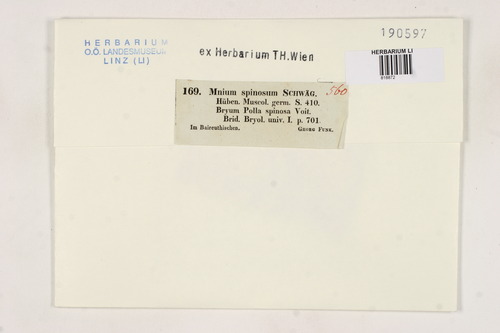 HERBARIUM
O.Ö. LANDESMUSEUM
LINZ (LI)
ex Herbarium TH.Wien
190597
HERBARIUM LI
169. Mnium spinosum SCHWÄG. 560
Hüben. Muscol. germ. S. 410.
Bryum Polla spinosa Voit.
Brid. Bryol. univ. I. p. 701.
Im Baireuthischen. GEORG FUNK.